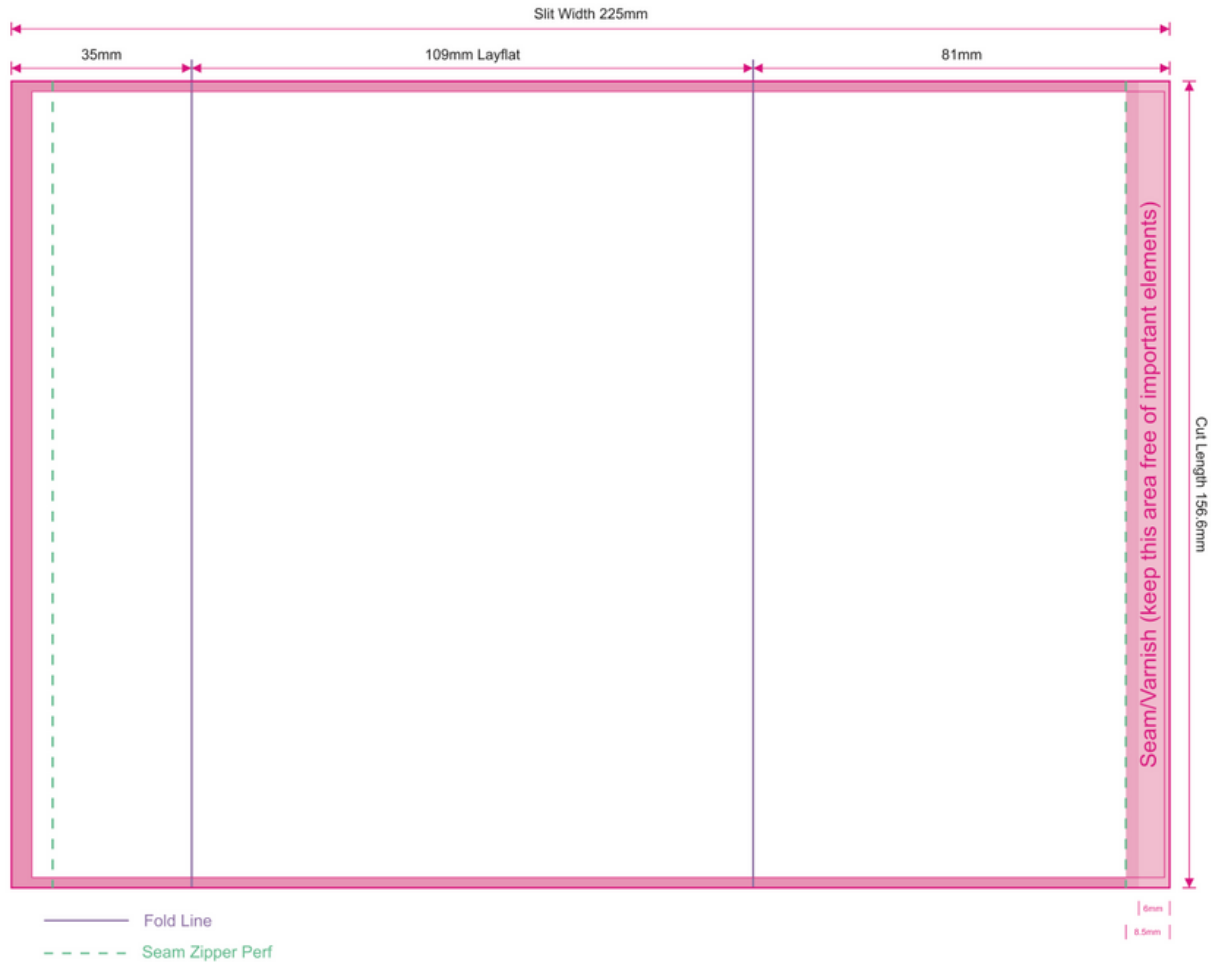 Slit Width 225mm
35mm
109mm Layflat
81mm
Seam/Varnish (keep this area free of important elements)
Cut Length 156.6mm
6mm
8.5mm
Fold Line
Seam Zipper Perf